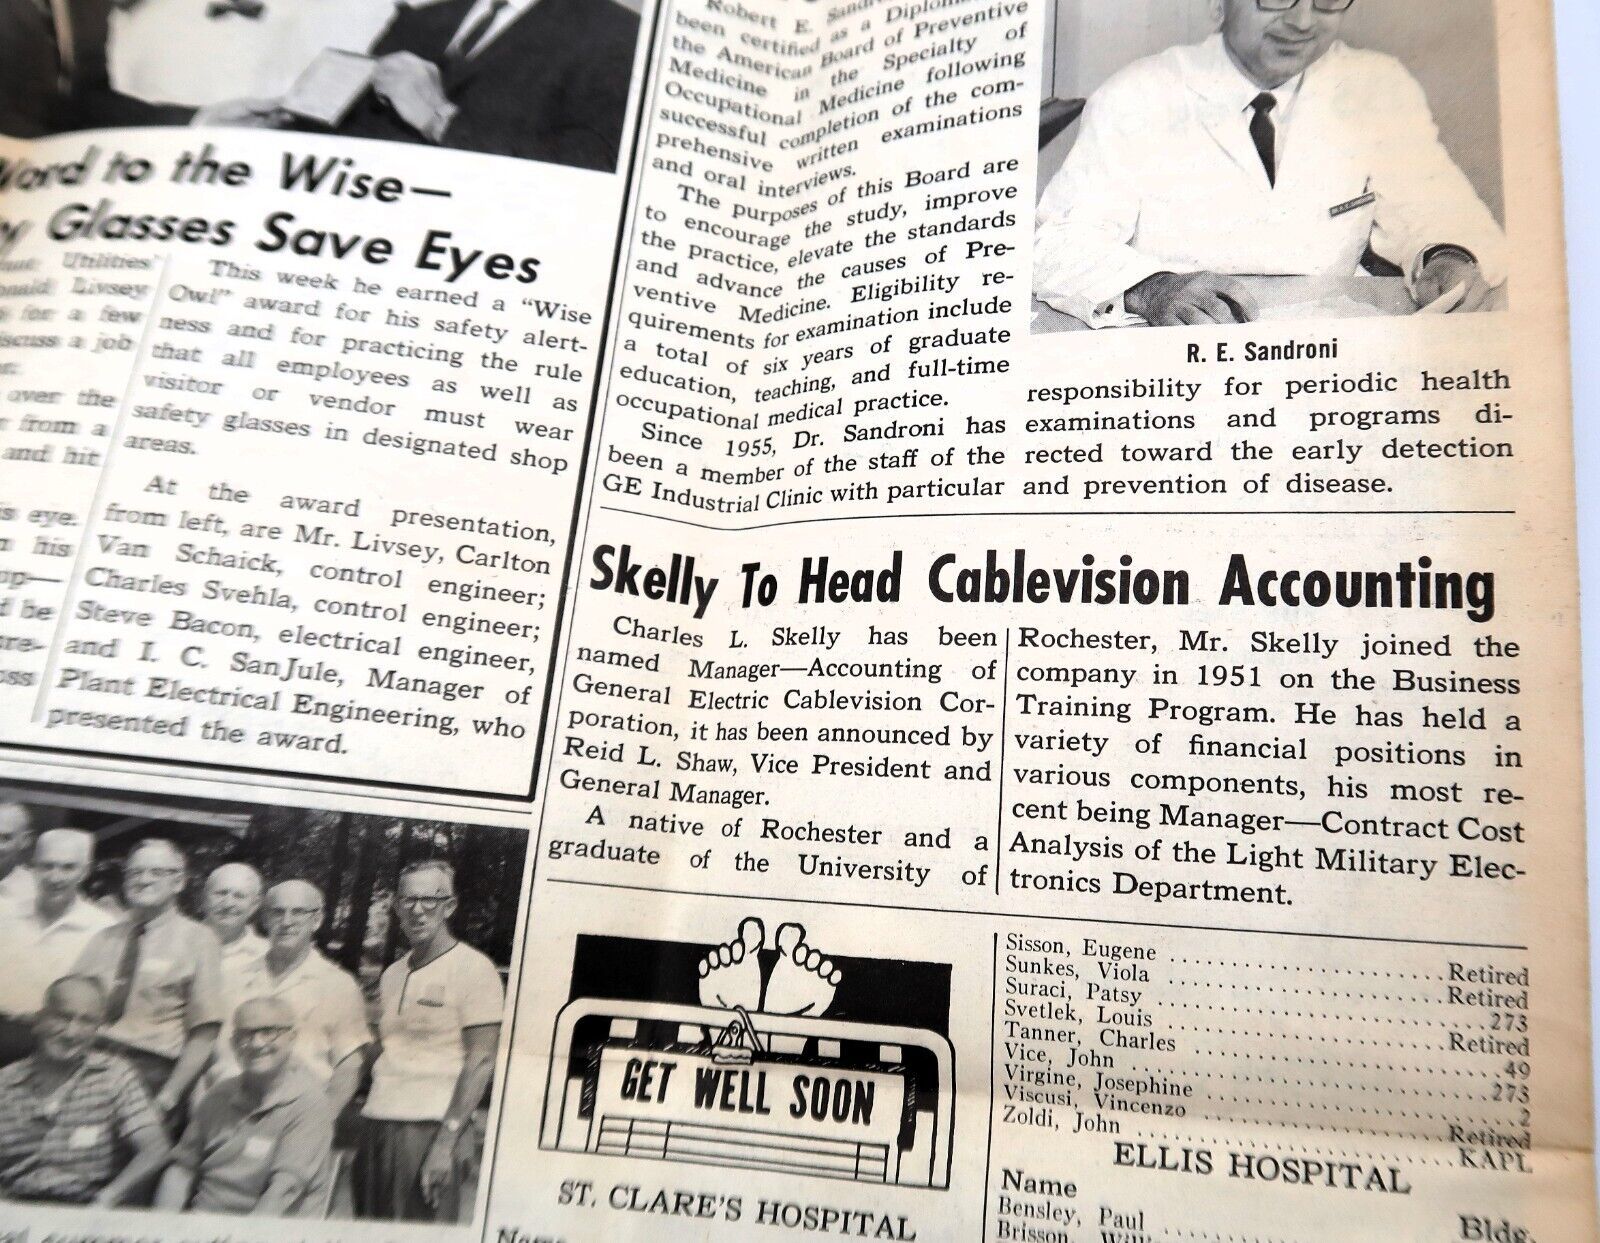 Word to the Wise—
Glasses Save Eyes
Utilities'
Livsey
for a few
a job
over the
from a
and hit
eye.
his
be
This week he earned a "Wise
Owl" award for his safety alert-
ness and for practicing the rule
that all employees as well as
visitor or vendor must wear
safety glasses in designated shop
areas.
At the award presentation,
from left, are Mr. Livsey, Carlton
Van Schaick, control engineer;
Charles Svehla, control engineer;
Steve Bacon, electrical engineer,
and I. C. SanJule, Manager of
Plant Electrical Engineering, who
presented the award.
Robert E.
been certified as a
the American Board of Preventive
Medicine in the Specialty of
Occupational Medicine following
successful completion of the com-
prehensive written examinations
and oral interviews.
The purposes of this Board are
to encourage the study, improve
the practice, elevate the standards
and advance the causes of Pre-
ventive Medicine. Eligibility re-
quirements for examination include
a total of six years of graduate
education, teaching, and full-time
occupational medical practice.
Since 1955, Dr. Sandroni has
been a member of the staff of the
GE Industrial Clinic with particular
R. E. Sandroni
responsibility for periodic health
examinations and programs di-
rected toward the early detection
and prevention of disease.
Skelly To Head Cablevision Accounting
Charles L. Skelly has been
named Manager—Accounting of
General Electric Cablevision Cor-
poration, it has been announced by
Reid L. Shaw, Vice President and
General Manager.
A native of Rochester and a
graduate of the University of
Rochester, Mr. Skelly joined the
company in 1951 on the Business
Training Program. He has held a
variety of financial positions in
various components, his most re-
cent being Manager—Contract Cost
Analysis of the Light Military Elec-
tronics Department.
GET WELL SOON
ST. CLARE'S HOSPITAL
Name
Sisson, Eugene ........ Retired
Sunkes, Viola ........ Retired
Suraci, Patsy ........ 273
Svetlek, Louis ........ Retired
Tanner, Charles ........ 49
Vice, John ........ 273
Virgine, Josephine ........ 2
Viscusi, Vincenzo ........ Retired
Zoldi, John ........ KAPL
ELLIS HOSPITAL
Name Bldg.
Bensley, Paul
Brisson,